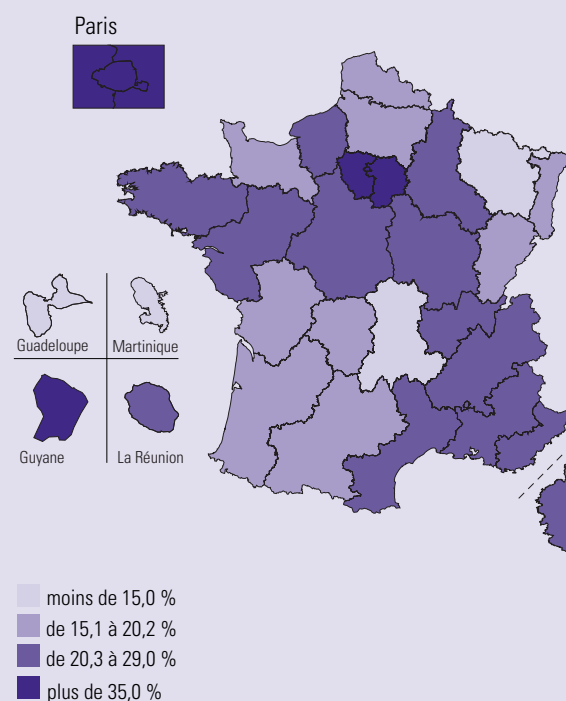 Paris
Guadeloupe
Martinique
Guyane
La Réunion
moins de 15,0 %
de 15,1 à 20,2 %
de 20,3 à 29,0 %
plus de 35,0 %